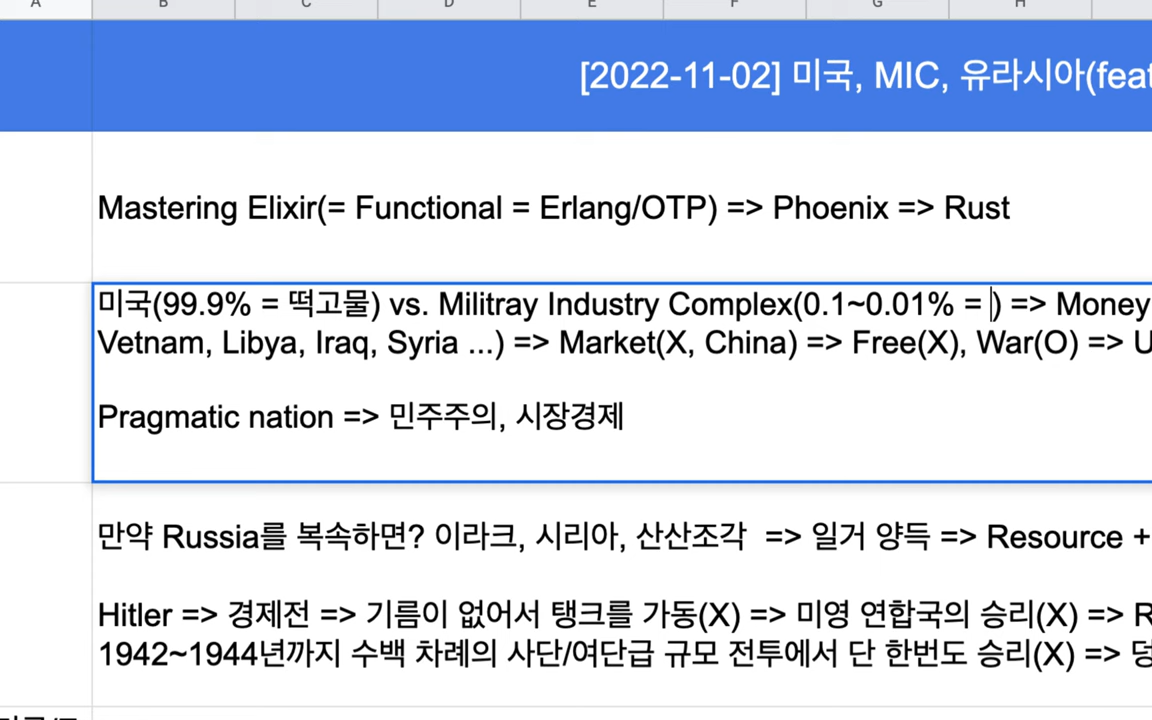 A B C D E F G H
[2022-11-02] 미국, MIC, 유라시아(feat
Mastering Elixir(= Functional = Erlang/OTP) => Phoenix => Rust
미국(99.9% = 떡고물) vs. Militray Industry Complex(0.1~0.01% = ) => Money
Vetnam, Libya, Iraq, Syria ...) => Market(X, China) => Free(X), War(O) => U
Pragmatic nation => 민주주의, 시장경제
만약 Russia를 복속하면? 이라크, 시리아, 산산조각 => 일거 양득 => Resource +
Hitler => 경제전 => 기름이 없어서 탱크를 가동(X) => 미영 연합국의 승리(X) => R
1942~1944년까지 수백 차례의 사단/여단급 규모 전투에서 단 한번도 승리(X) => 덩